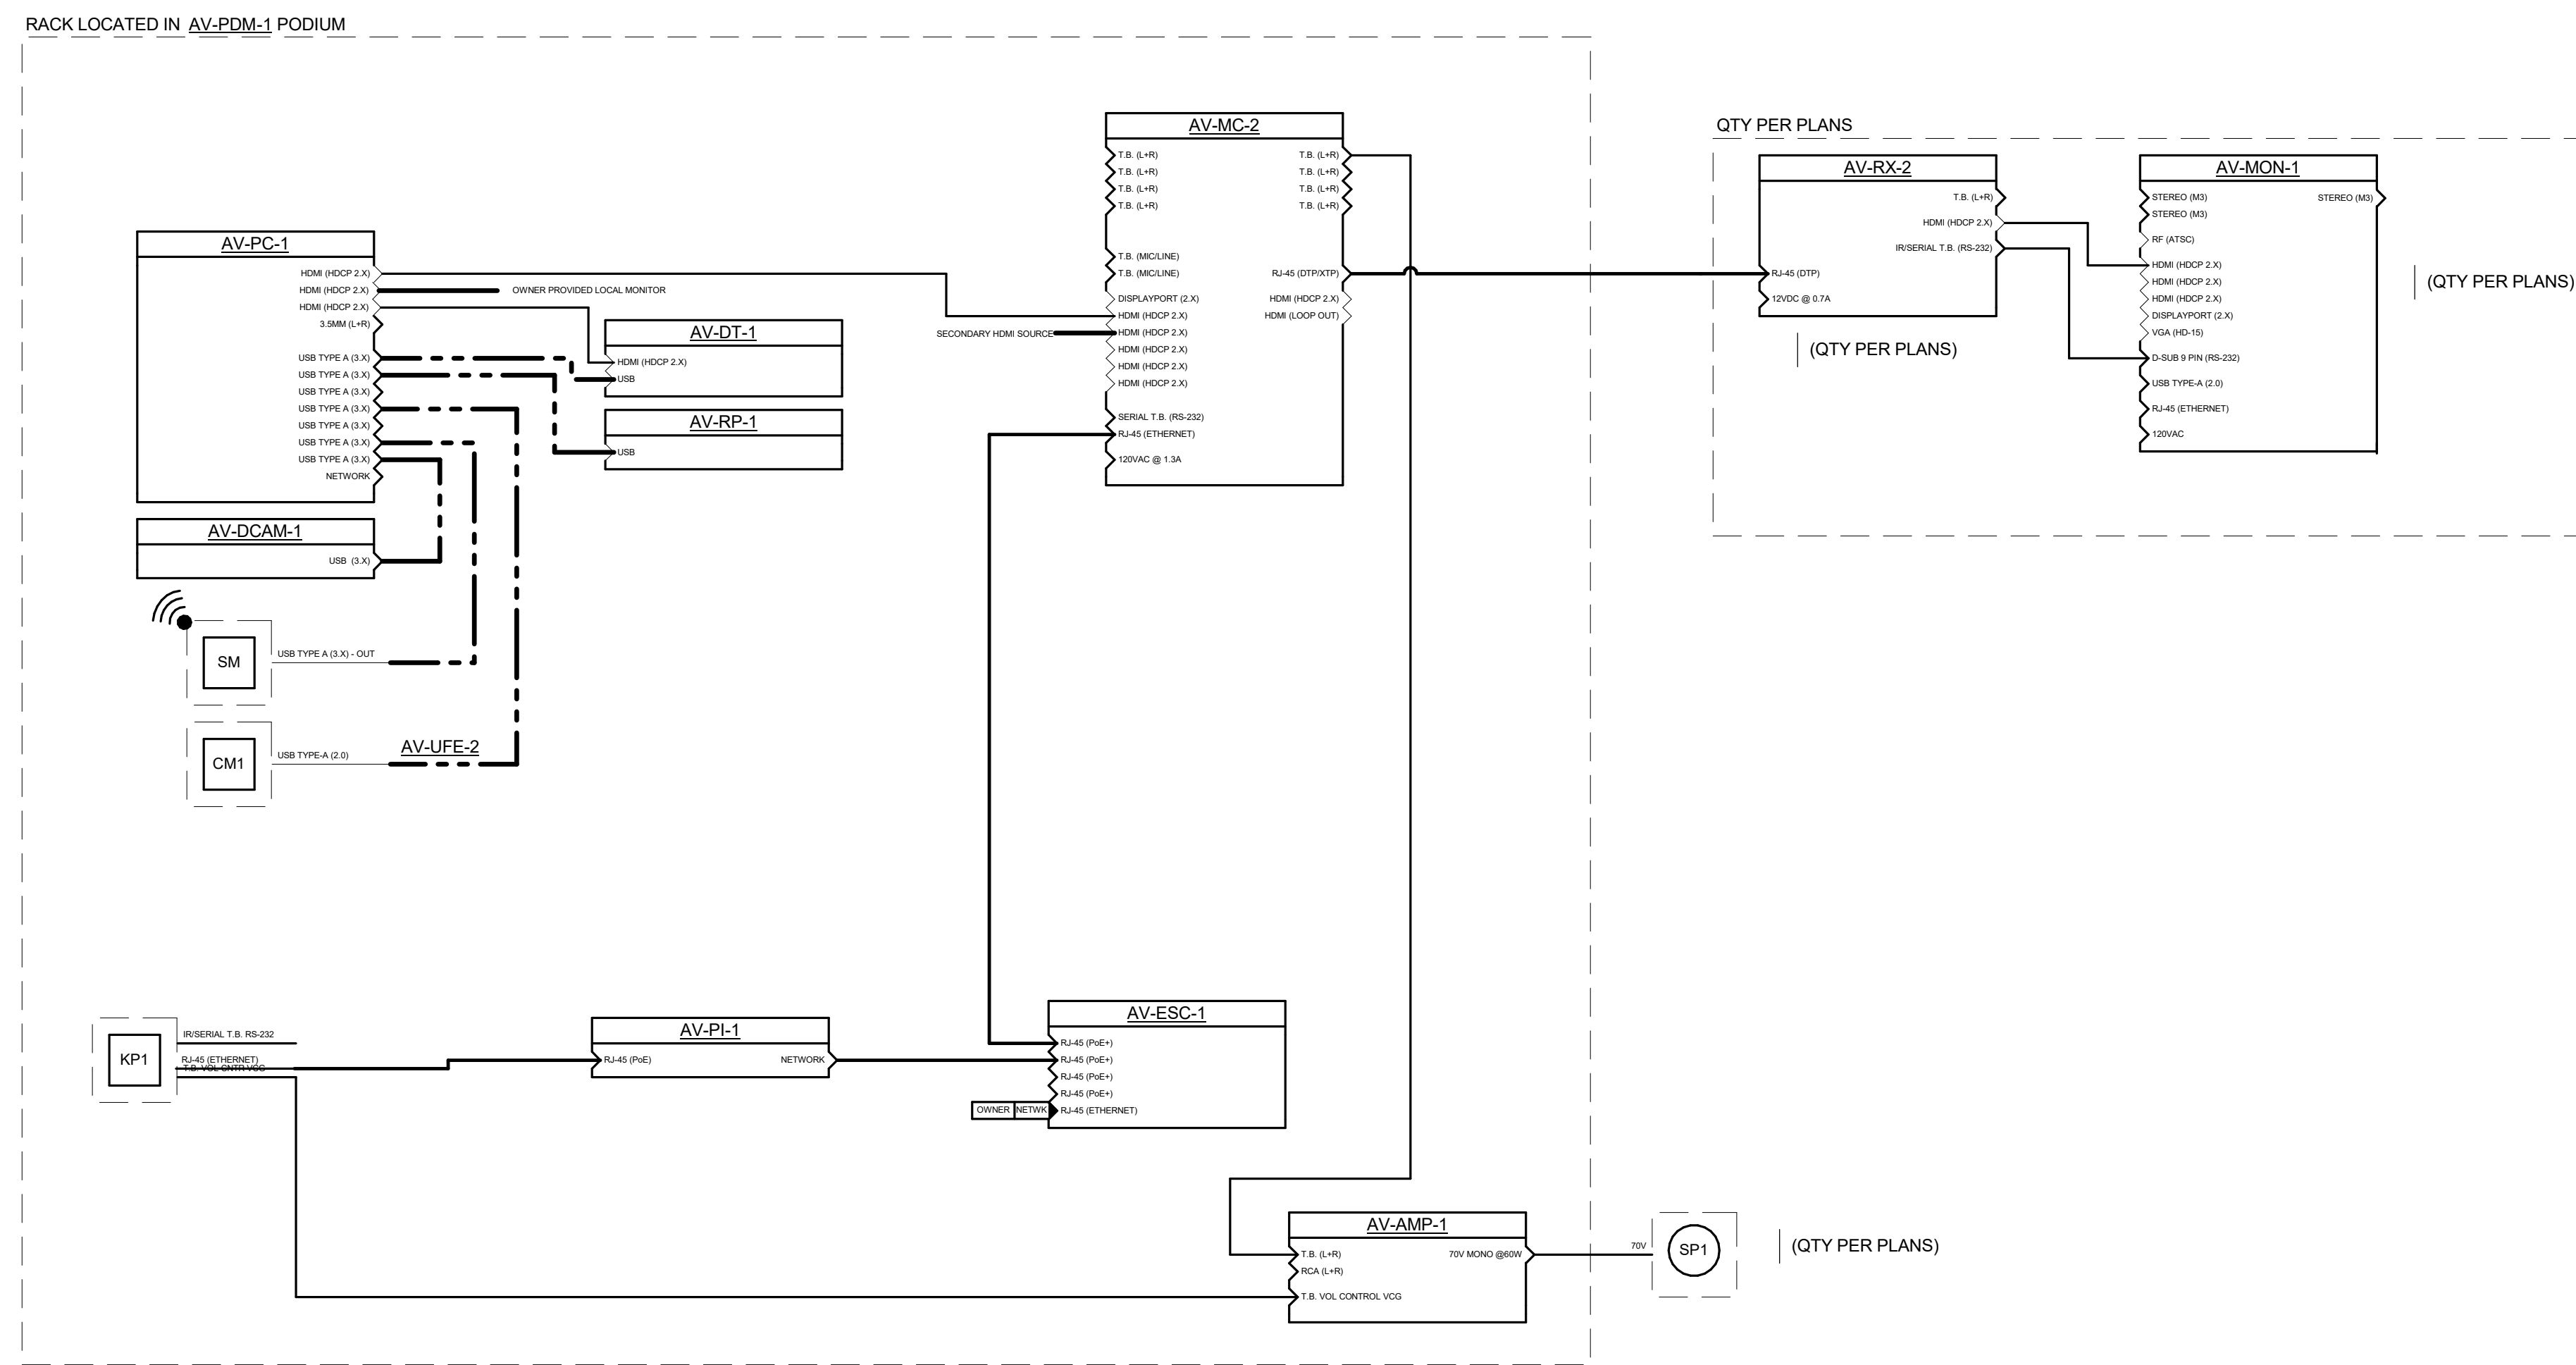 RACK LOCATED IN AV-PDM-1 PODIUM
AV-PC-1
HDMI (HDCP 2.X)
HDMI (HDCP 2.X)
HDMI (HDCP 2.X)
3.5MM (L+R)
USB TYPE A (3.X)
USB TYPE A (3.X)
USB TYPE A (3.X)
USB TYPE A (3.X)
USB TYPE A (3.X)
USB TYPE A (3.X)
USB TYPE A (3.X)
NETWORK
OWNER PROVIDED LOCAL MONITOR
AV-DT-1
HDMI (HDCP 2.X)
USB
AV-RP-1
USB
AV-DCAM-1
USB (3.X)
SM
USB TYPE A (3.X) - OUT
CM1
USB TYPE-A (2.0)
AV-UFE-2
AV-MC-2
T.B. (L+R)
T.B. (L+R)
T.B. (L+R)
T.B. (L+R)
T.B. (MIC/LINE)
T.B. (MIC/LINE)
DISPLAYPORT (2.X)
HDMI (HDCP 2.X)
SECONDARY HDMI SOURCE
HDMI (HDCP 2.X)
HDMI (HDCP 2.X)
HDMI (HDCP 2.X)
HDMI (HDCP 2.X)
SERIAL T.B. (RS-232)
RJ-45 (ETHERNET)
120VAC @ 1.3A
T.B. (L+R)
T.B. (L+R)
T.B. (L+R)
T.B. (L+R)
RJ-45 (DTP/XTP)
HDMI (HDCP 2.X)
HDMI (LOOP OUT)
QTY PER PLANS
AV-RX-2
T.B. (L+R)
HDMI (HDCP 2.X)
IR/SERIAL T.B. (RS-232)
RJ-45 (DTP)
12VDC @ 0.7A
(QTY PER PLANS)
AV-MON-1
STEREO (M3)
STEREO (M3)
RF (ATSC)
HDMI (HDCP 2.X)
HDMI (HDCP 2.X)
HDMI (HDCP 2.X)
DISPLAYPORT (2.X)
VGA (HD-15)
D-SUB 9 PIN (RS-232)
USB TYPE-A (2.0)
RJ-45 (ETHERNET)
120VAC
STEREO (M3)
(QTY PER PLANS)
KP1
IR/SERIAL T.B. RS-232
RJ-45 (ETHERNET)
T.B. VOL CNTR VCG
AV-PI-1
RJ-45 (PoE)
NETWORK
AV-ESC-1
RJ-45 (PoE+)
RJ-45 (PoE+)
RJ-45 (PoE+)
RJ-45 (PoE+)
OWNER NETWK
RJ-45 (ETHERNET)
AV-AMP-1
T.B. (L+R)
RCA (L+R)
T.B. VOL CONTROL VCG
70V MONO @60W
70V
SP1
(QTY PER PLANS)